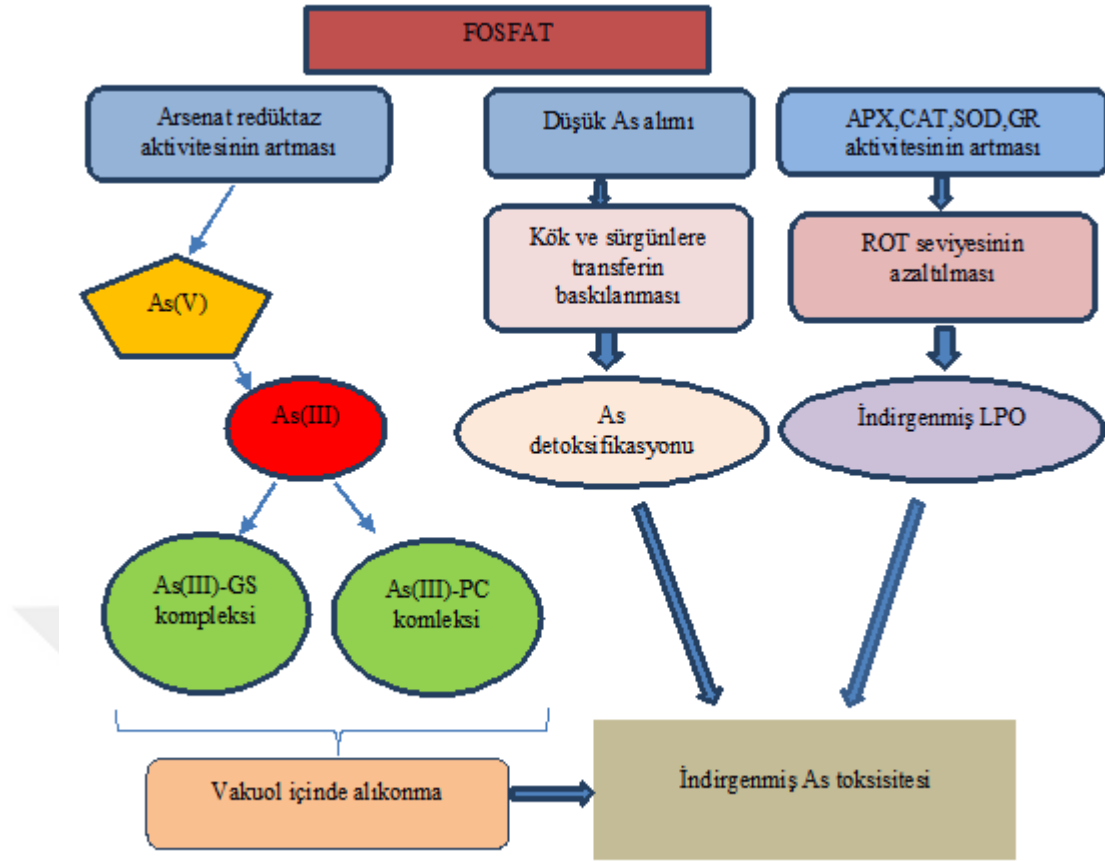 FOSFAT
Arsenat redüktaz
aktivitesinin artması
Düşük As alımı
APX,CAT,SOD,GR
aktivitesinin artması
As(V)
Kök ve sürgünlere
transferin
baskılanması
ROT seviyesinin
azaltılması
As(III)
As
detoksifikasyonu
İndirgenmiş LPO
As(III)-GS
kompleksi
As(III)-PC
komleksi
Vakuol içinde alıkonma
İndirgenmiş As toksisitesi